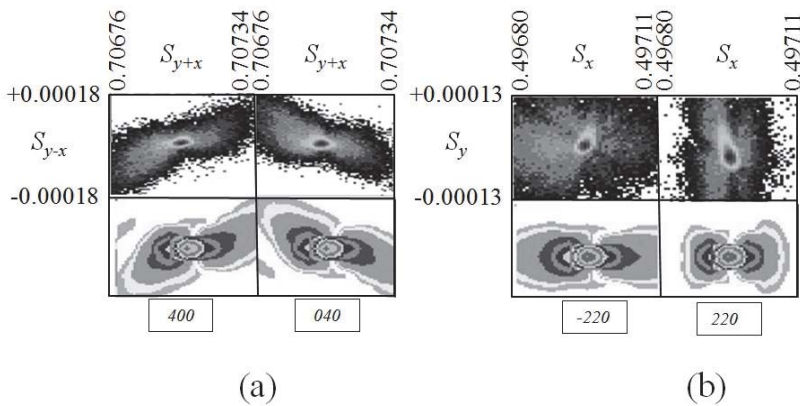 0.70676
0.70734
0.70676
0.70734
S_{y+x}
S_{y+x}
+0.00018
S_{y-x}
-0.00018
400
040
(a)
0.49680
0.49711
0.49680
0.49711
S_x
S_x
+0.00013
S_y
-0.00013
-220
220
(b)